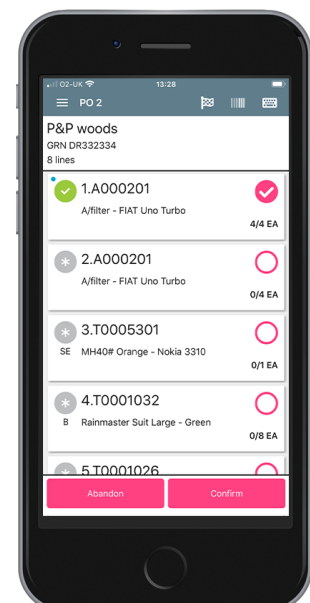 O2-UK 13:28
PO 2
P&P woods
GRN DR332334
8 lines
1.A000201
A/filter - FIAT Uno Turbo
4/4 EA
2.A000201
A/filter - FIAT Uno Turbo
0/4 EA
3.T0005301
SE MH40# Orange - Nokia 3310
0/1 EA
4.T0001032
B Rainmaster Suit Large - Green
0/8 EA
5.T0001026
Abandon Confirm